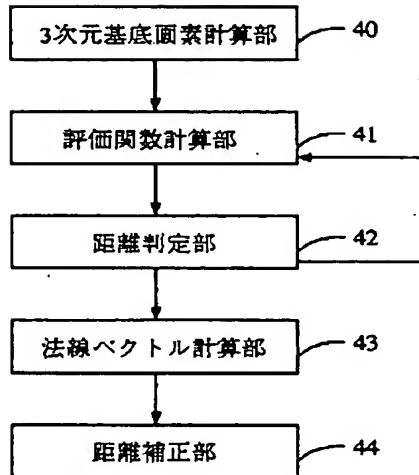 3次元基底画素計算部 40
評価関数計算部 41
距離判定部 42
法線ベクトル計算部 43
距離補正部 44